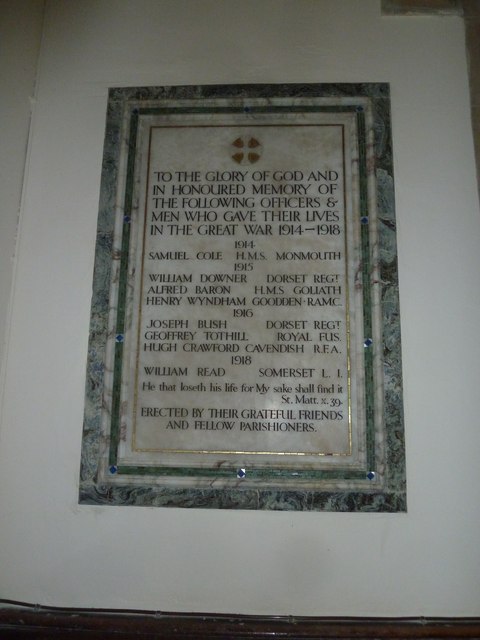 TO THE GLORY OF GOD AND
IN HONOURED MEMORY OF
THE FOLLOWING OFFICERS &
MEN WHO GAVE THEIR LIVES
IN THE GREAT WAR 1914-1918
1914
SAMUEL COLE H.M.S. MONMOUTH
1915
WILLIAM DOWNER DORSET REGT
ALFRED BARON H.M.S. GOLIATH
HENRY WYNDHAM GOODDEN · R.A.M.C.
1916
JOSEPH BUSH DORSET REGT
GEOFFREY TOTHILL ROYAL FUS.
HUGH CRAWFORD CAVENDISH R.F.A.
1918
WILLIAM READ SOMERSET L. I.
He that loseth his life for My sake shall find it
St. Matt. x.39.
ERECTED BY THEIR GRATEFUL FRIENDS
AND FELLOW PARISHIONERS.